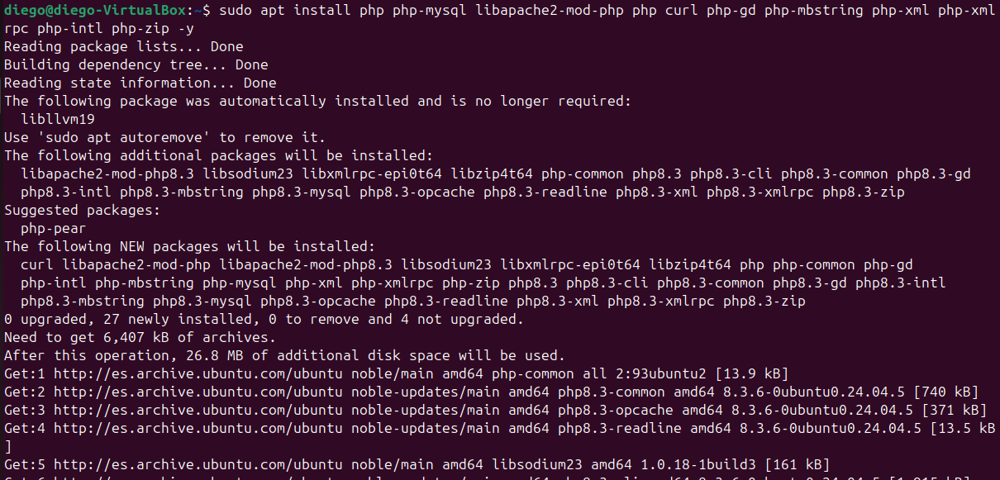 diego@diego-VirtualBox:~$ sudo apt install php php-mysql libapache2-mod-php php curl php-gd php-mbstring php-xml php-xml
rpc php-intl php-zip -y
Reading package lists... Done
Building dependency tree... Done
Reading state information... Done
The following package was automatically installed and is no longer required:
  libllvm19
Use 'sudo apt autoremove' to remove it.
The following additional packages will be installed:
  libapache2-mod-php8.3 libsodium23 libxmlrpc-epi0t64 libzip4t64 php-common php8.3 php8.3-cli php8.3-common php8.3-gd
  php8.3-intl php8.3-mbstring php8.3-mysql php8.3-opcache php8.3-readline php8.3-xml php8.3-xmlrpc php8.3-zip
Suggested packages:
  php-pear
The following NEW packages will be installed:
  curl libapache2-mod-php libapache2-mod-php8.3 libsodium23 libxmlrpc-epi0t64 libzip4t64 php php-common php-gd
  php-intl php-mbstring php-mysql php-xml php-xmlrpc php-zip php8.3 php8.3-cli php8.3-common php8.3-gd php8.3-intl
  php8.3-mbstring php8.3-mysql php8.3-opcache php8.3-readline php8.3-xml php8.3-xmlrpc php8.3-zip
0 upgraded, 27 newly installed, 0 to remove and 4 not upgraded.
Need to get 6,407 kB of archives.
After this operation, 26.8 MB of additional disk space will be used.
Get:1 http://es.archive.ubuntu.com/ubuntu noble/main amd64 php-common all 2:93ubuntu2 [13.9 kB]
Get:2 http://es.archive.ubuntu.com/ubuntu noble-updates/main amd64 php8.3-common amd64 8.3.6-0ubuntu0.24.04.5 [740 kB]
Get:3 http://es.archive.ubuntu.com/ubuntu noble-updates/main amd64 php8.3-opcache amd64 8.3.6-0ubuntu0.24.04.5 [371 kB]
Get:4 http://es.archive.ubuntu.com/ubuntu noble-updates/main amd64 php8.3-readline amd64 8.3.6-0ubuntu0.24.04.5 [13.5 kB
]
Get:5 http://es.archive.ubuntu.com/ubuntu noble/main amd64 libsodium23 amd64 1.0.18-1build3 [161 kB]